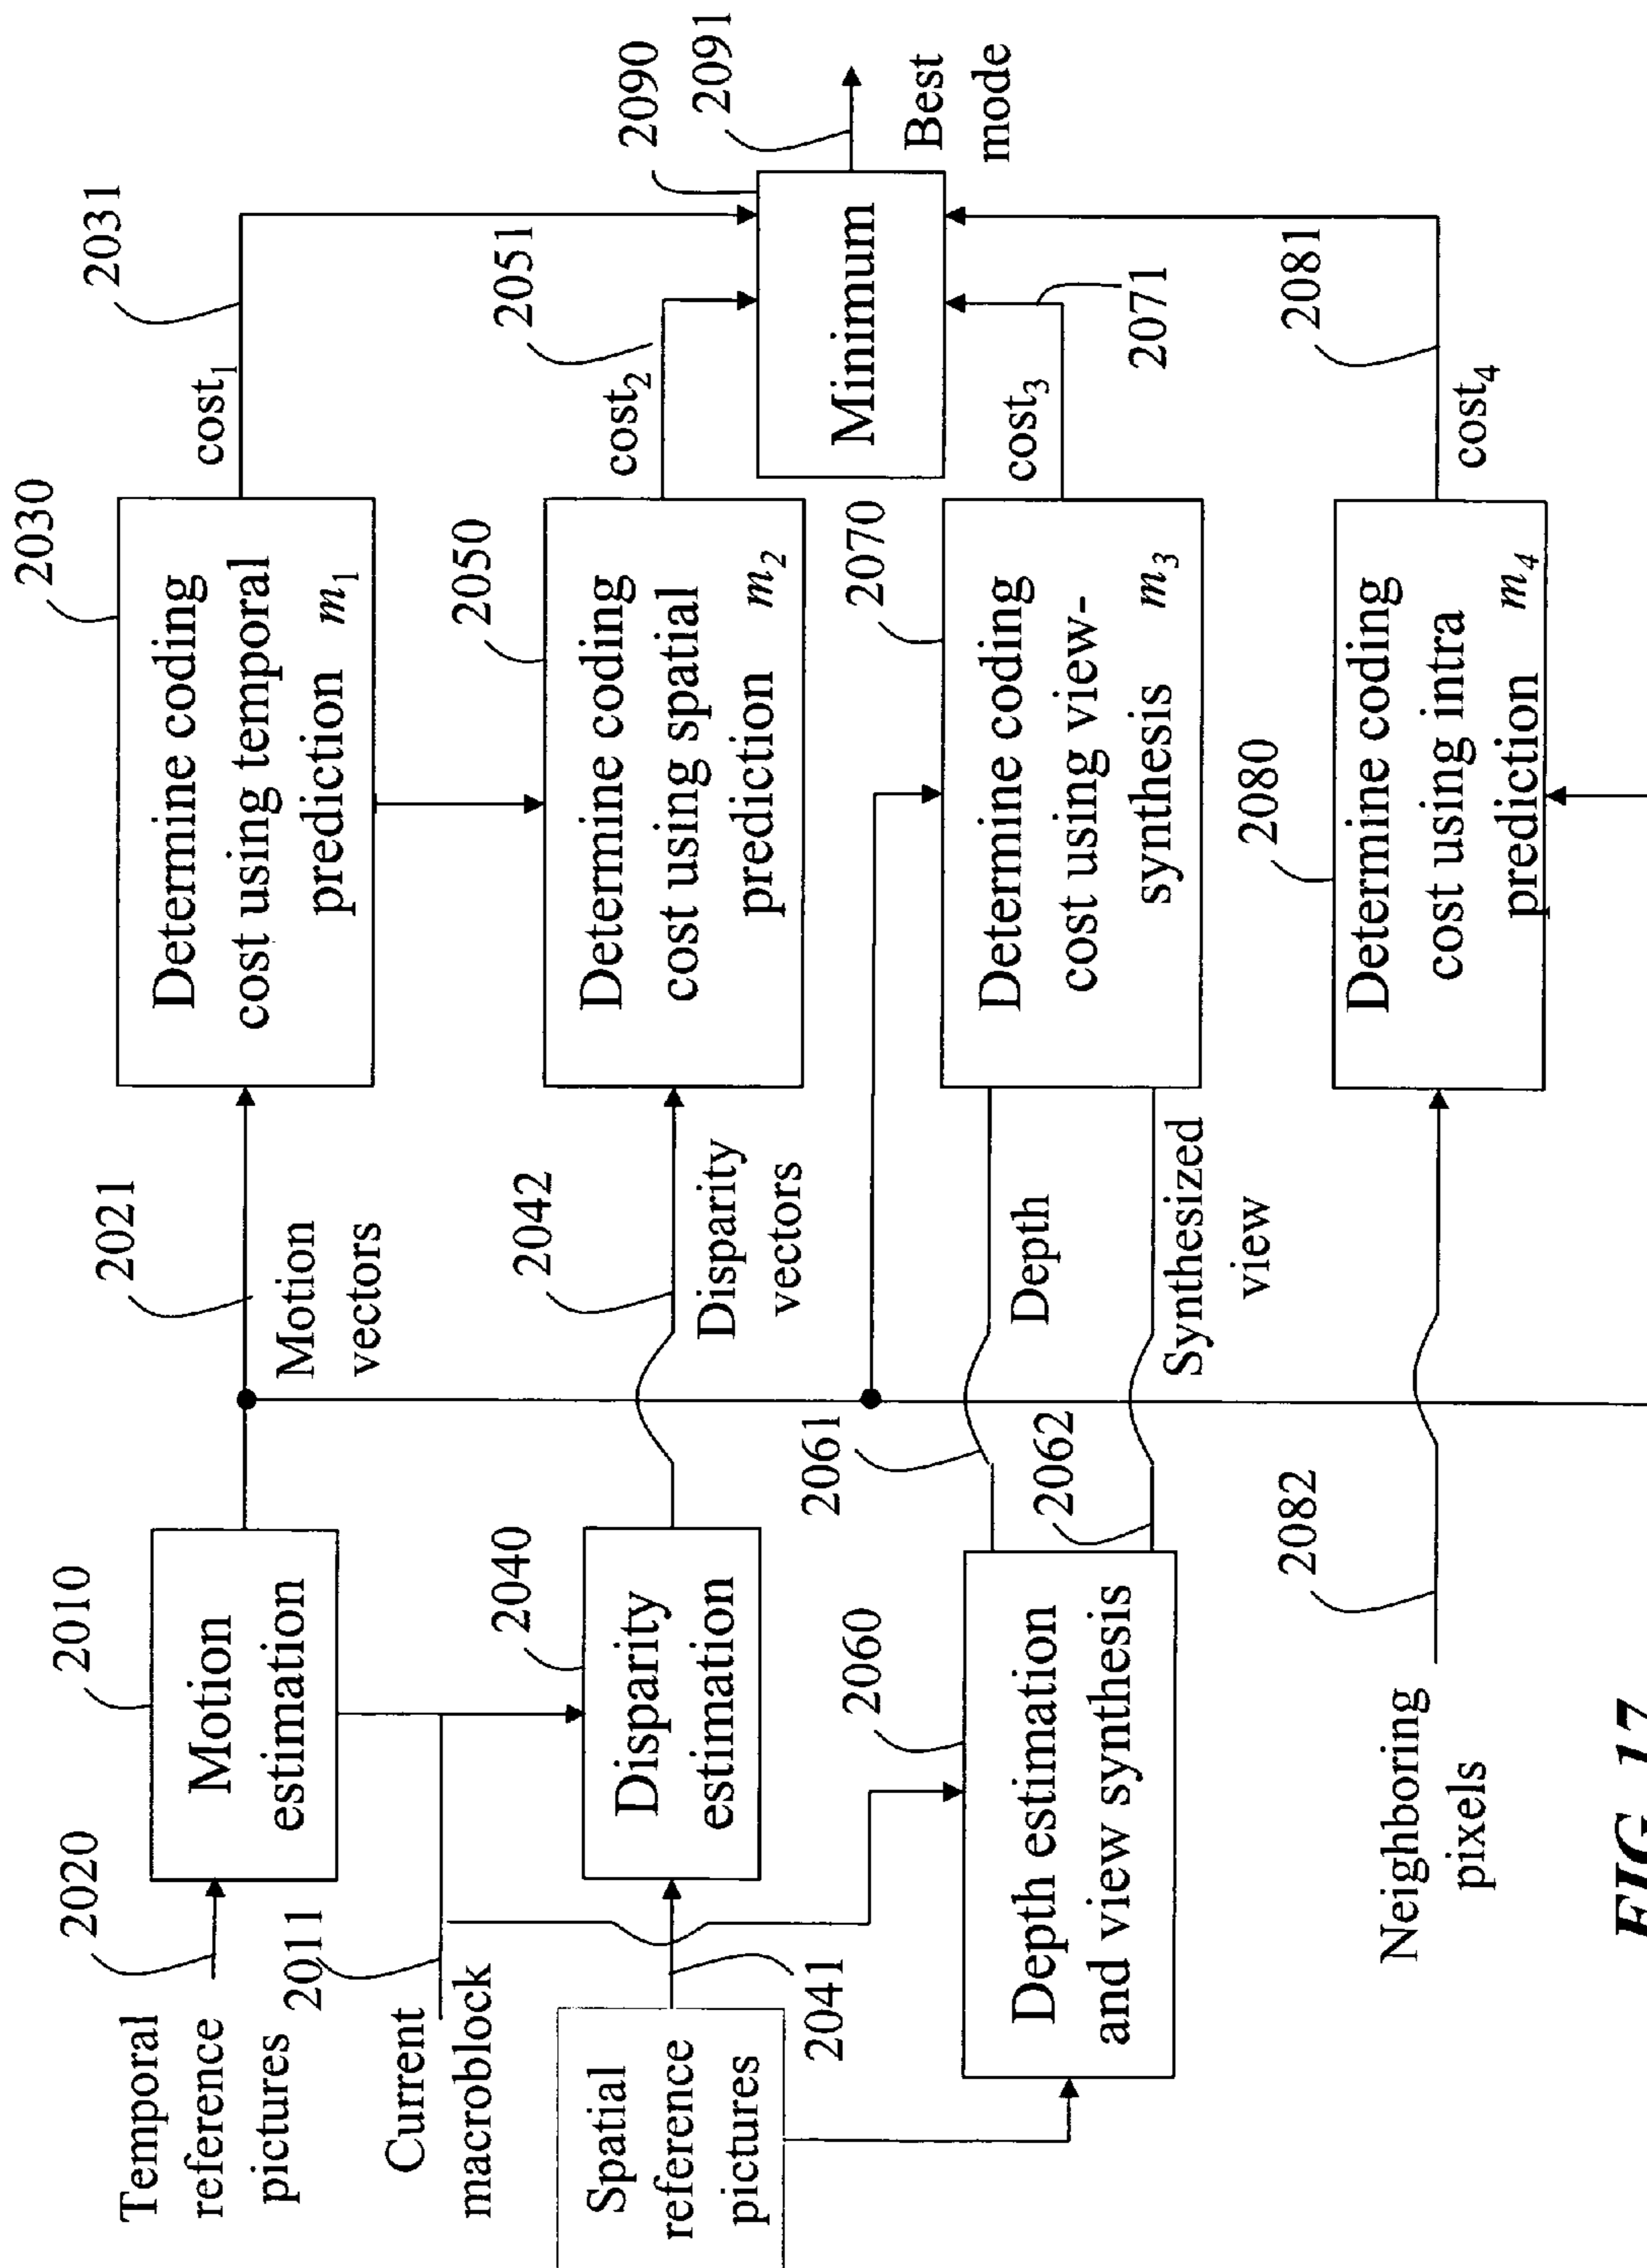 Temporal
reference
pictures
2020
Motion
estimation
2010
2021
Motion
vectors
Determine coding
cost using temporal
prediction m₁
2030
cost₁
2031
Current
macroblock
2011
Spatial
reference
pictures
2041
Disparity
estimation
2040
2042
Disparity
vectors
Determine coding
cost using spatial
prediction m₂
2050
cost₂
2051
Minimum
2090
2091
Best
mode
Depth estimation
and view synthesis
2060
2061
2062
Depth
Synthesized
view
Determine coding
cost using view-
synthesis m₃
2070
cost₃
2071
Neighboring
pixels
2082
Determine coding
cost using intra
prediction m₄
2080
cost₄
2081
FIG. 17